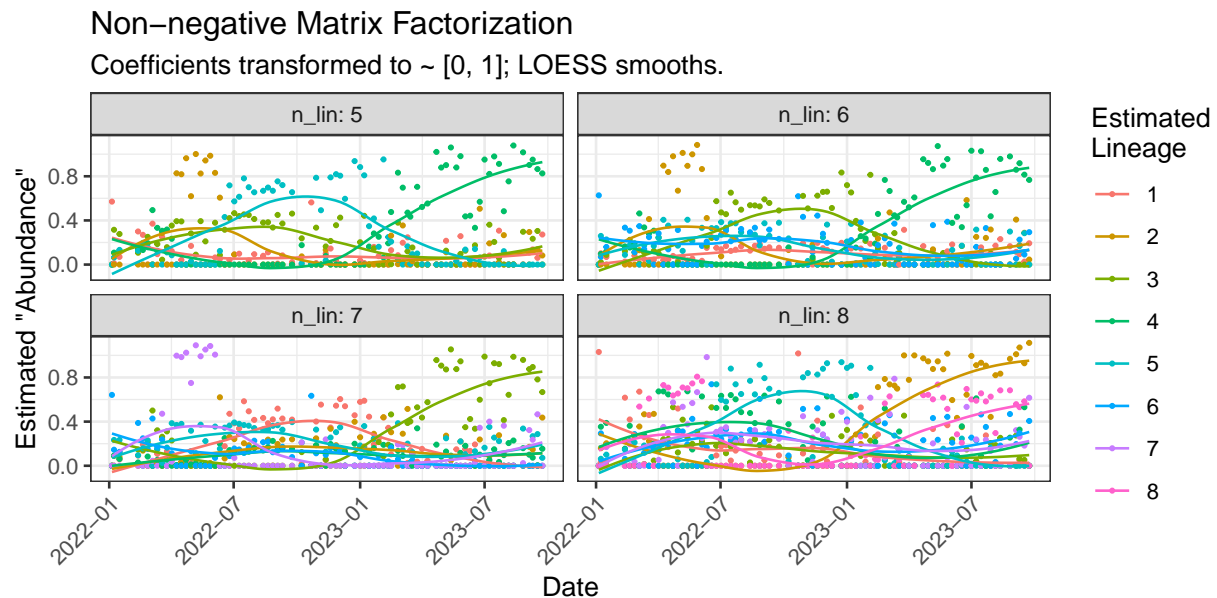 Non−negative Matrix Factorization
Coefficients transformed to ~ [0, 1]; LOESS smooths.
n_lin: 5
n_lin: 6
n_lin: 7
n_lin: 8
Estimated "Abundance"
0.8
0.4
0.0
0.8
0.4
0.0
2022−01
2022−07
2023−01
2023−07
2022−01
2022−07
2023−01
2023−07
Date
Estimated
Lineage
1
2
3
4
5
6
7
8